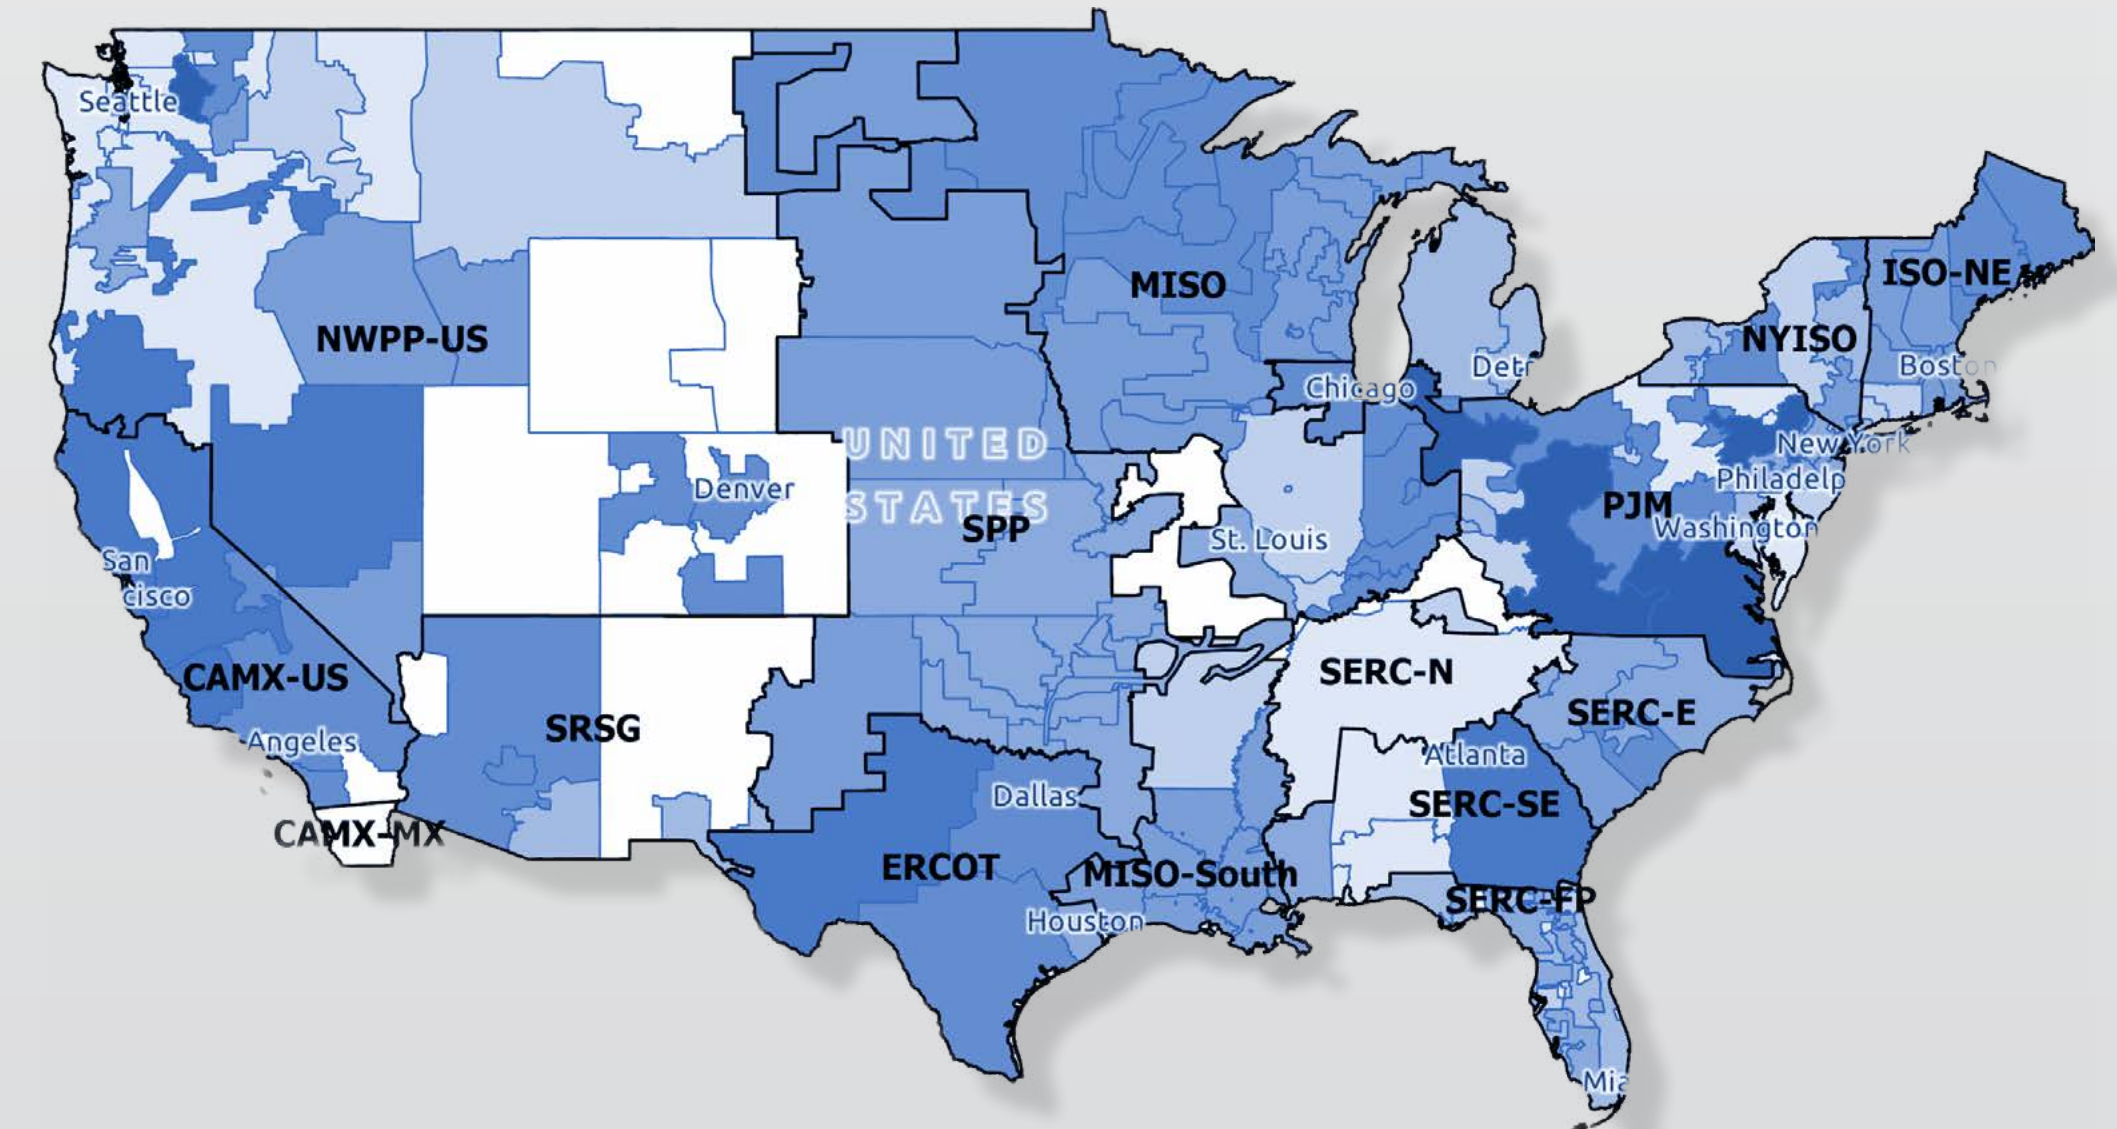 Seattle
MISO
ISO-NE
NWPP-US
NYISO
Detr
Boston
Chicago
UNITED
STATES
New York
Denver
Philadelp
PJM
Washington
SPP
St. Louis
San
cisco
CAMX-US
SERC-N
SERC-E
SRSG
Angeles
Atlanta
Dallas
SERC-SE
CAMX-MX
ERCOT
MISO-South
SERC-FP
Houston
Mia